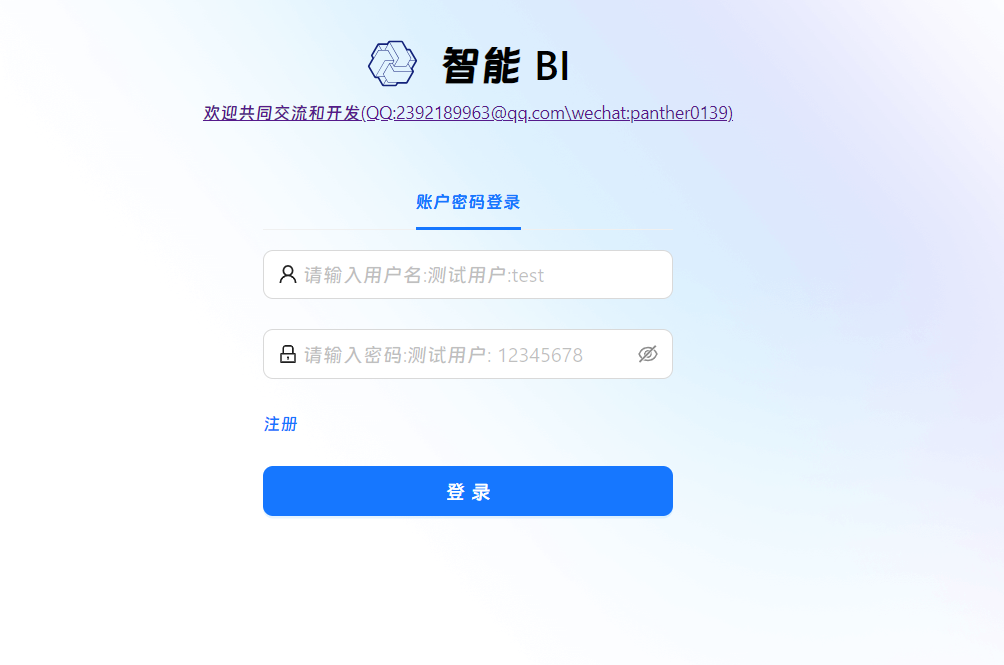 智能 BI
欢迎共同交流和开发(QQ:2392189963@qq.com\wechat:panther0139)
账户密码登录
请输入用户名:测试用户:test
请输入密码:测试用户: 12345678
注册
登 录